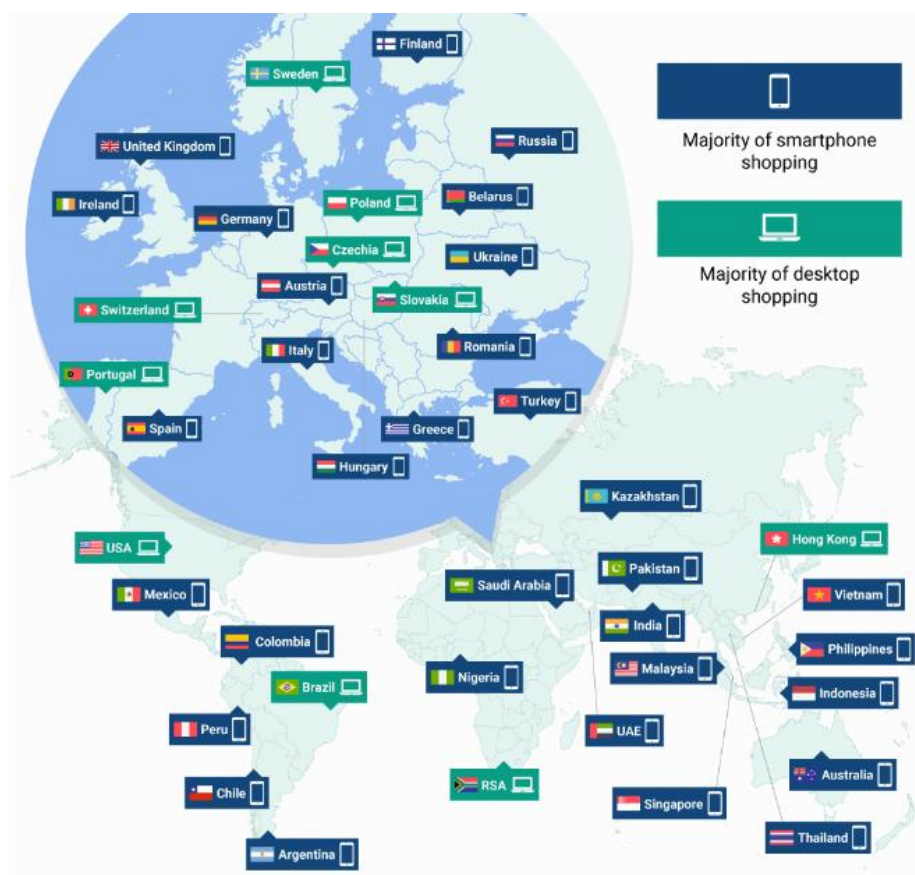 Finland
Sweden
United Kingdom
Russia
Ireland
Germany
Poland
Belarus
Czechia
Ukraine
Austria
Slovakia
Switzerland
Italy
Romania
Portugal
Spain
Greece
Turkey
Hungary
Majority of smartphone
shopping
Majority of desktop
shopping
Kazakhstan
USA
Hong Kong
Mexico
Saudi Arabia
Pakistan
Vietnam
Colombia
India
Philippines
Brazil
Nigeria
Malaysia
Indonesia
Peru
UAE
Chile
RSA
Singapore
Australia
Argentina
Thailand